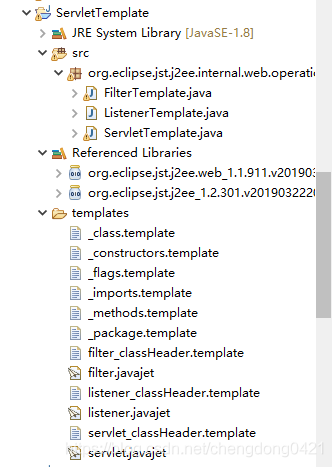 ServletTemplate
JRE System Library [JavaSE-1.8]
src
org.eclipse.jst.j2ee.internal.web.operati
FilterTemplate.java
ListenerTemplate.java
ServletTemplate.java
Referenced Libraries
org.eclipse.jst.j2ee.web_1.1.911.v20190
org.eclipse.jst.j2ee_1.2.301.v201903222
templates
_class.template
_constructors.template
_flags.template
_imports.template
_methods.template
_package.template
filter_classHeader.template
filter.javajet
listener_classHeader.template
listener.javajet
servlet_classHeader.template
servlet.javajet